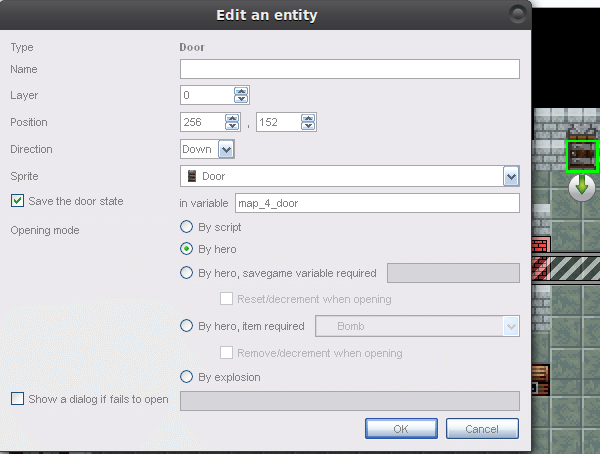 Edit an entity
Type Door
Name
Layer 0
Position 256 , 152
Direction Down
Sprite Door
Save the door state in variable map_4_door
Opening mode By script
By hero
By hero, savegame variable required
Reset/decrement when opening
By hero, item required Bomb
Remove/decrement when opening
By explosion
Show a dialog if fails to open
OK Cancel